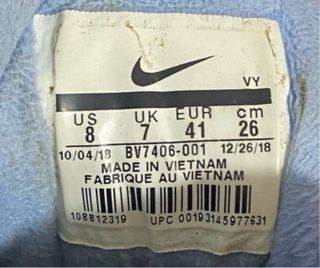 VY
US UK EUR cm
8 7 41 26
10/04/18 BV7406-001 12/26/18
MADE IN VIETNAM
FABRIQUE AU VIETNAM
108812319 UPC 00193145977631